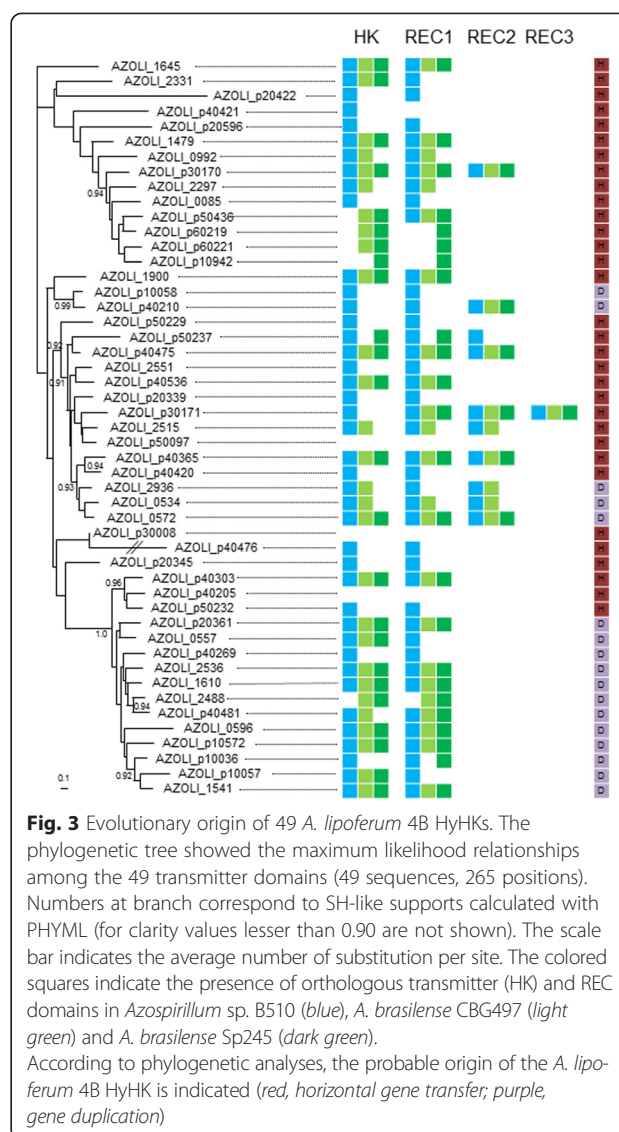 HK REC1 REC2 REC3
AZOLI_1645 H
AZOLI_2331 H
AZOLI_p20422 H
AZOLI_p40421 H
AZOLI_p20596 H
AZOLI_1479 H
AZOLI_0992 H
AZOLI_p30170 H
0.94
AZOLI_2297 H
AZOLI_0085 H
AZOLI_p50436 H
AZOLI_p60219 H
AZOLI_p60221 H
AZOLI_p10942 H
AZOLI_1900 H
AZOLI_p10058 D
0.99
AZOLI_p40210 D
AZOLI_p50229 H
AZOLI_p50237 H
0.92
AZOLI_p40475 H
0.91
AZOLI_2551 H
AZOLI_p40536 H
AZOLI_p20339 H
AZOLI_p30171 H
AZOLI_2515 H
AZOLI_p50097 H
AZOLI_p40365 H
0.94
AZOLI_p40420 H
0.93
AZOLI_2936 D
AZOLI_0534 D
AZOLI_0572 D
AZOLI_p30008 H
AZOLI_p40476 H
AZOLI_p20345 H
0.96
AZOLI_p40303 H
AZOLI_p40205 H
AZOLI_p50232 H
1.0
AZOLI_p20361 D
AZOLI_0557 D
AZOLI_p40269 D
AZOLI_2536 D
AZOLI_1610 D
AZOLI_2488 D
0.94
AZOLI_p40481 D
AZOLI_0596 D
AZOLI_p10572 D
AZOLI_p10036 D
0.92
AZOLI_p10057 D
0.1
AZOLI_1541 D
Fig. 3 Evolutionary origin of 49 A. lipoferum 4B HyHKs. The
phylogenetic tree showed the maximum likelihood relationships
among the 49 transmitter domains (49 sequences, 265 positions).
Numbers at branch correspond to SH-like supports calculated with
PHYML (for clarity values lesser than 0.90 are not shown). The scale
bar indicates the average number of substitution per site. The colored
squares indicate the presence of orthologous transmitter (HK) and REC
domains in Azospirillum sp. B510 (blue), A. brasilense CBG497 (light
green) and A. brasilense Sp245 (dark green).
According to phylogenetic analyses, the probable origin of the A. lipo-
ferum 4B HyHK is indicated (red, horizontal gene transfer; purple,
gene duplication)